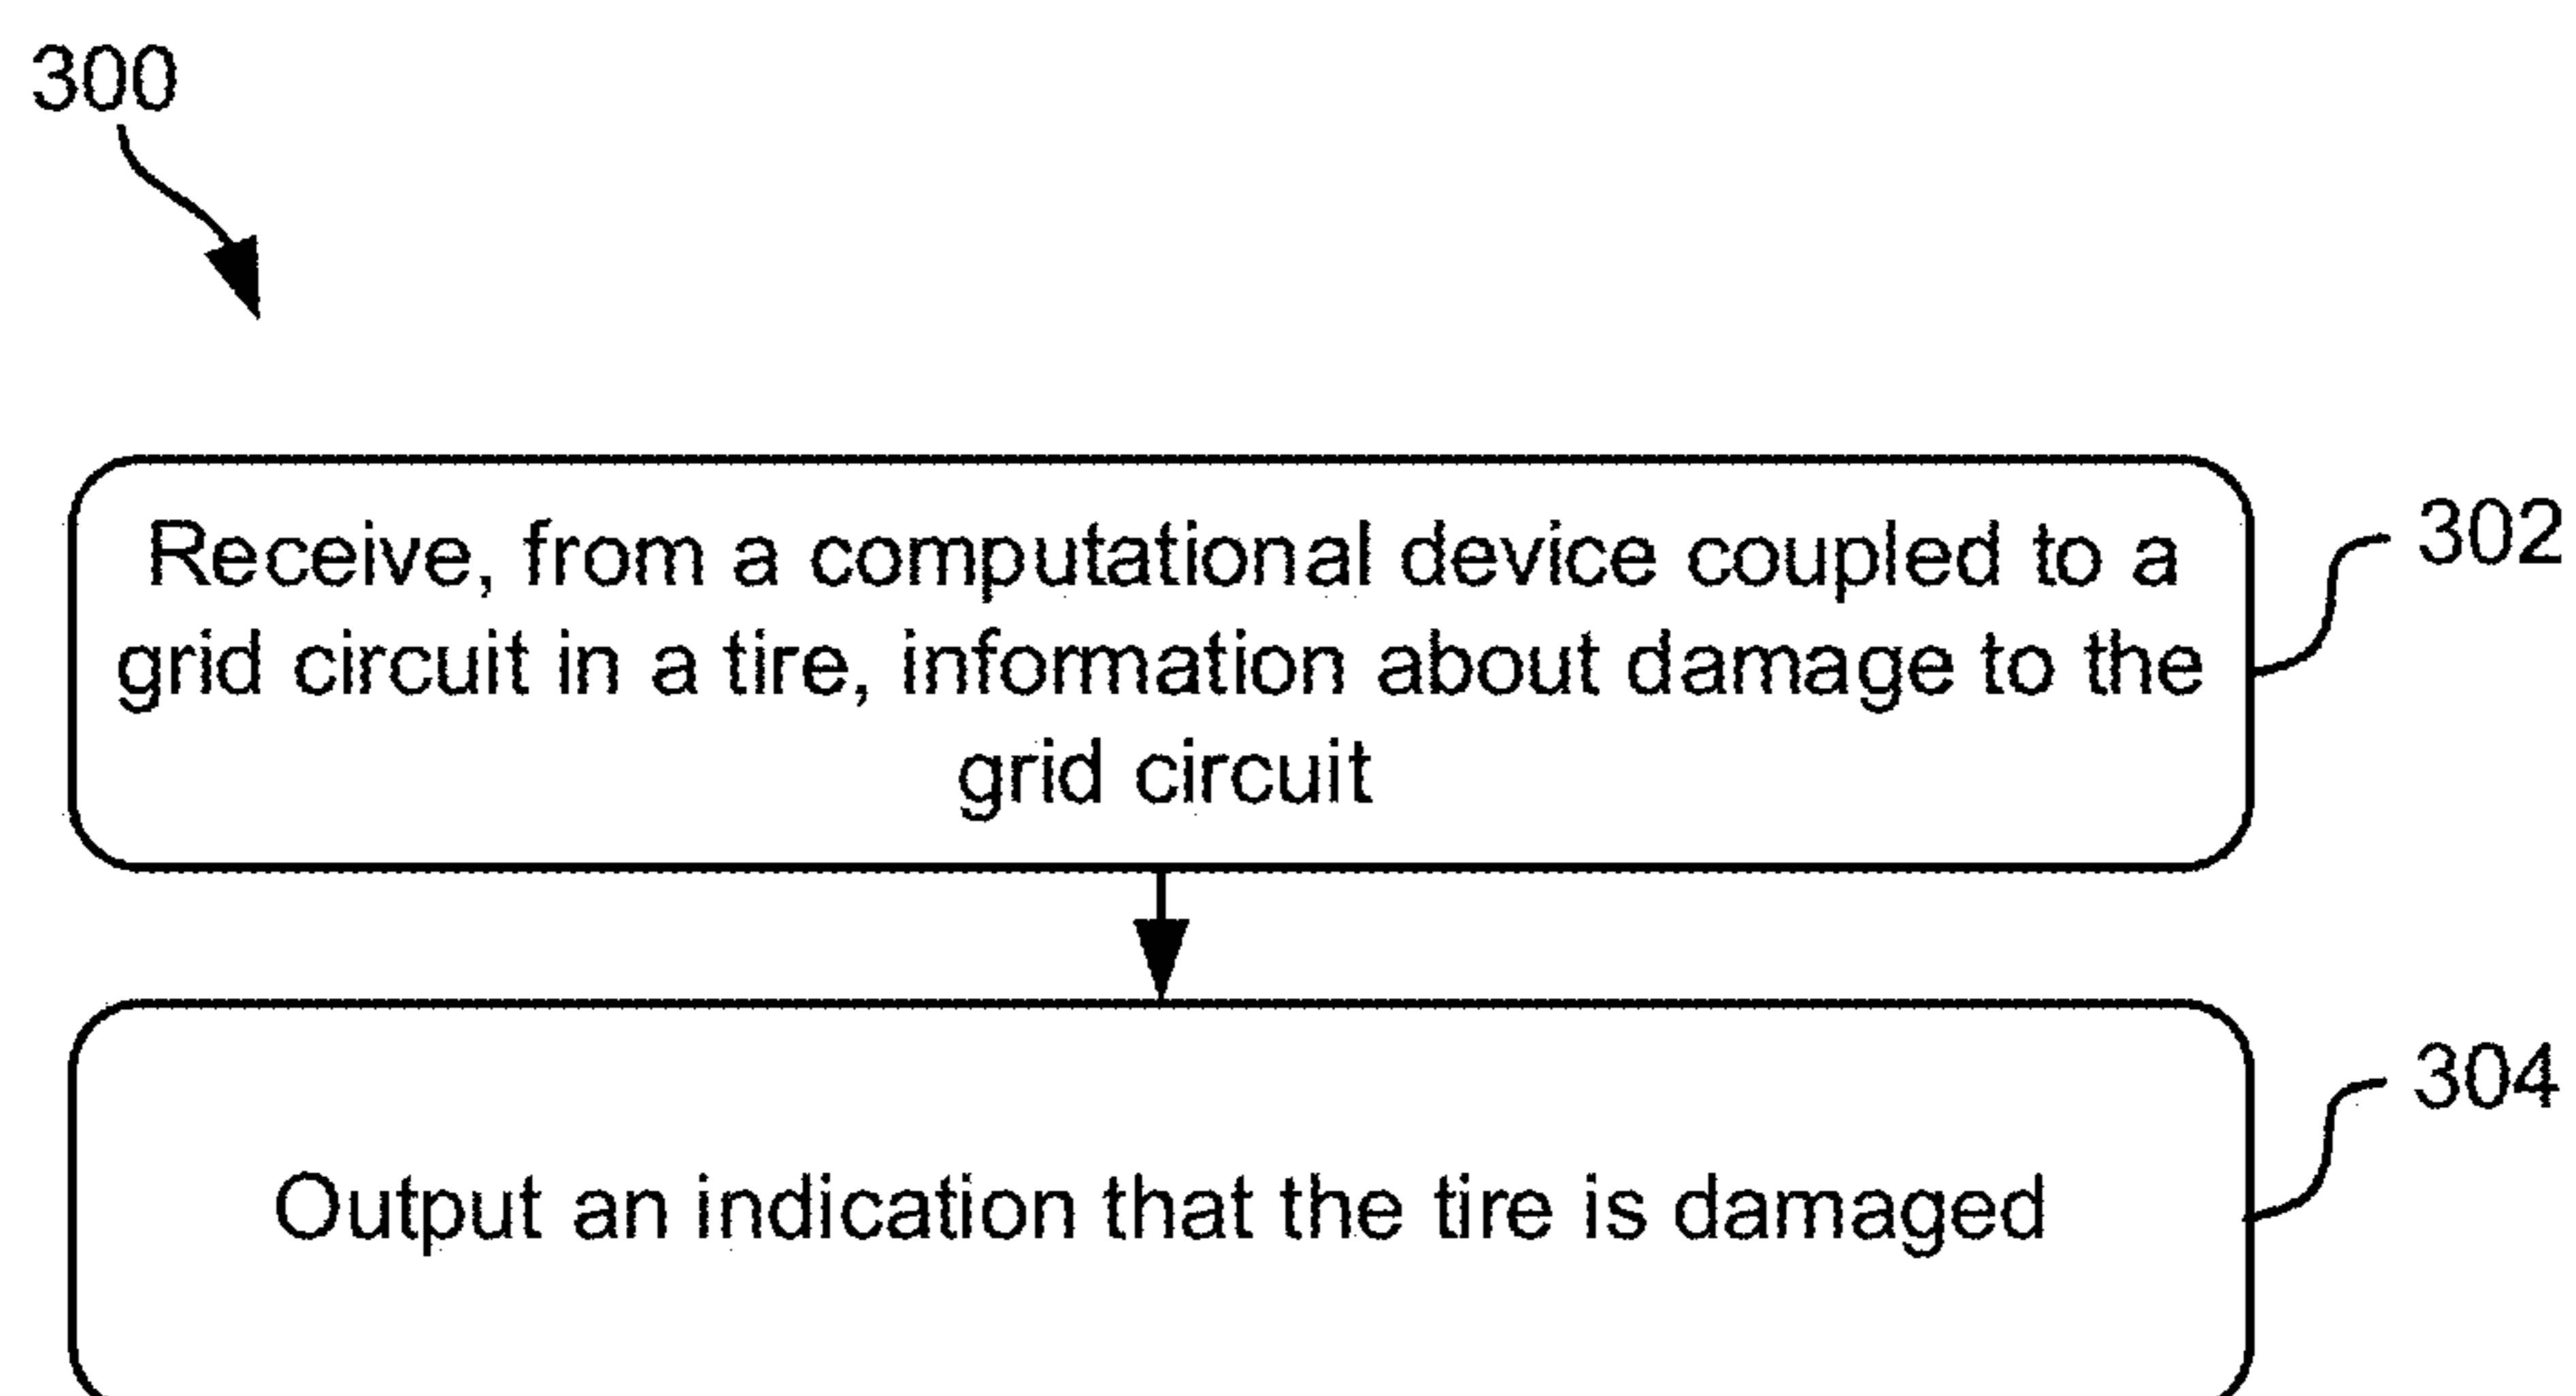 300
Receive, from a computational device coupled to a
grid circuit in a tire, information about damage to the
grid circuit
302
Output an indication that the tire is damaged
304